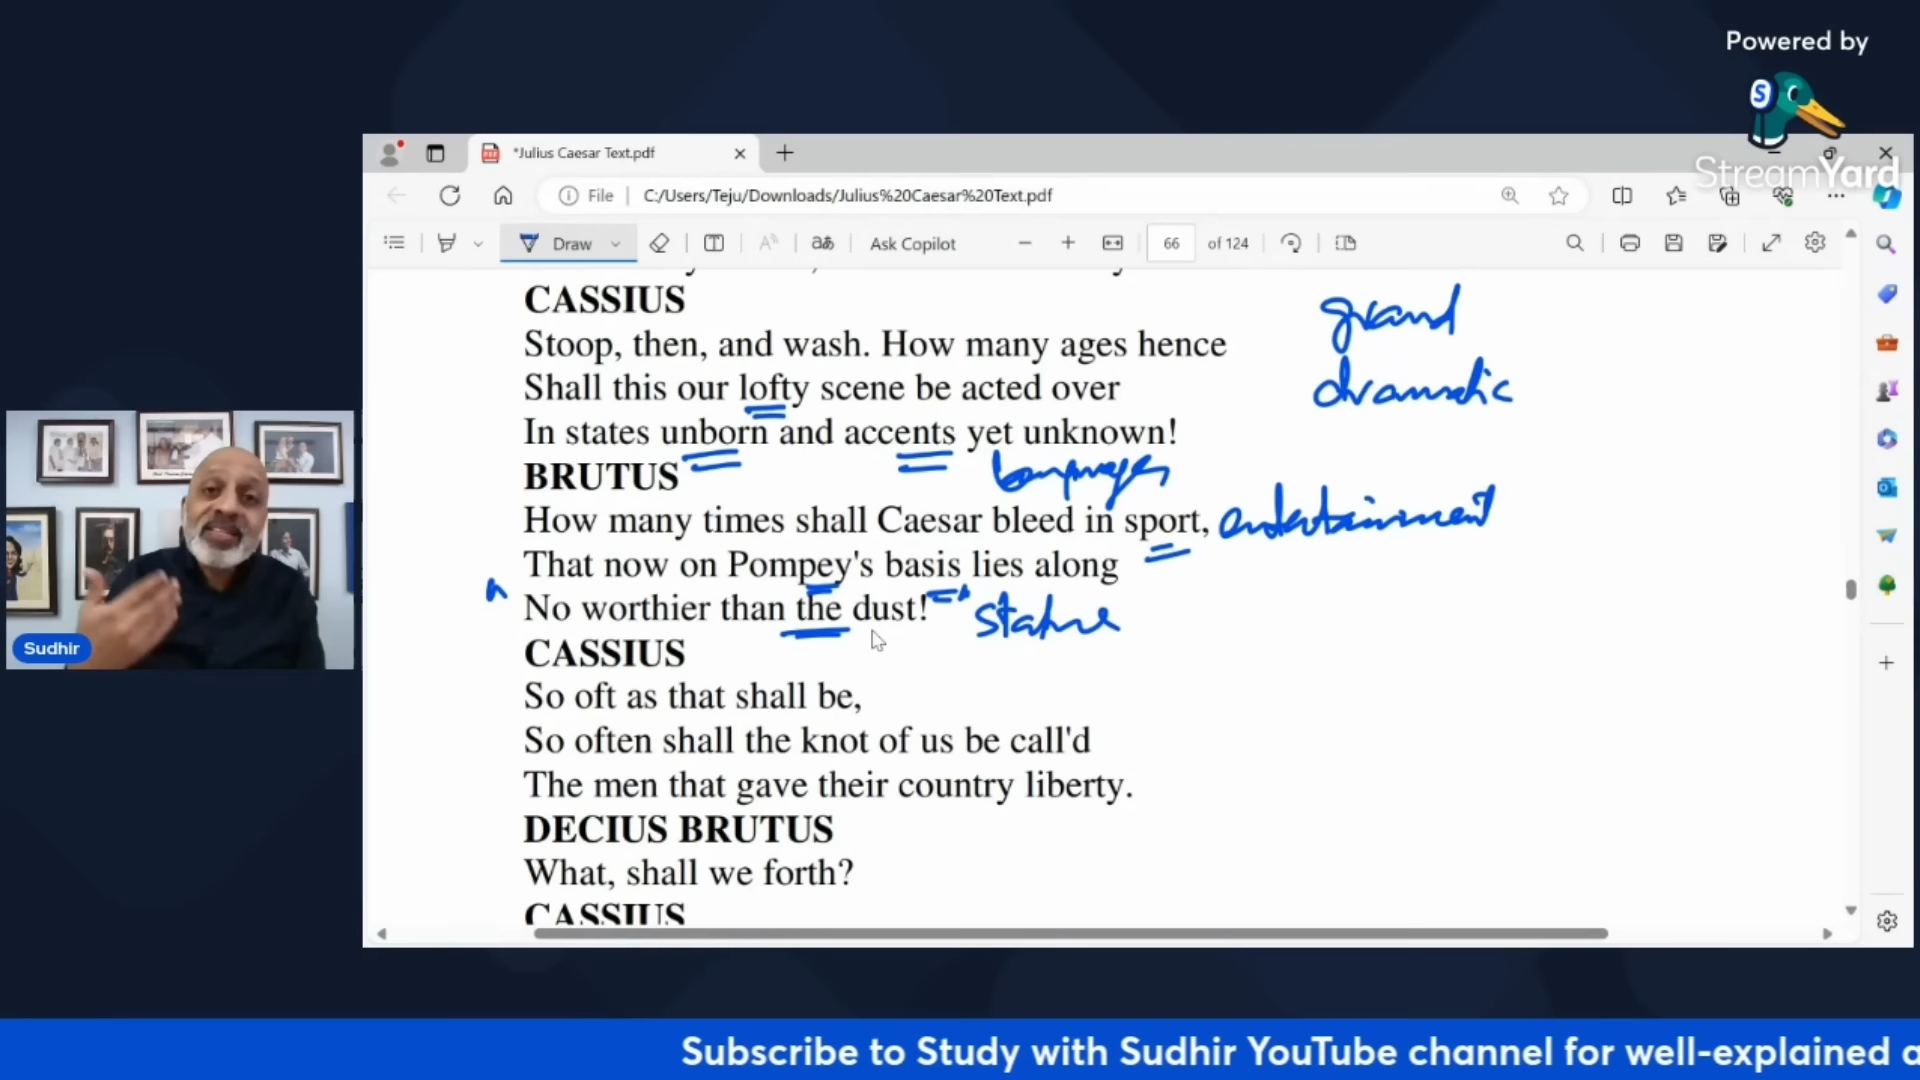 Powered by
StreamYard
*Julius Caesar Text.pdf
File
C:/Users/Teju/Downloads/Julius%20Caesar%20Text.pdf
Draw
Ask Copilot
66 of 124
CASSIUS
grand
Stoop, then, and wash. How many ages hence
Shall this our lofty scene be acted over
dramatic
In states unborn and accents yet unknown!
languages
BRUTUS
How many times shall Caesar bleed in sport,
entertainment
That now on Pompey's basis lies along
No worthier than the dust!
statue
CASSIUS
So oft as that shall be,
So often shall the knot of us be call'd
The men that gave their country liberty.
DECIUS BRUTUS
What, shall we forth?
CASSIUS
Sudhir
Subscribe to Study with Sudhir YouTube channel for well-explained a